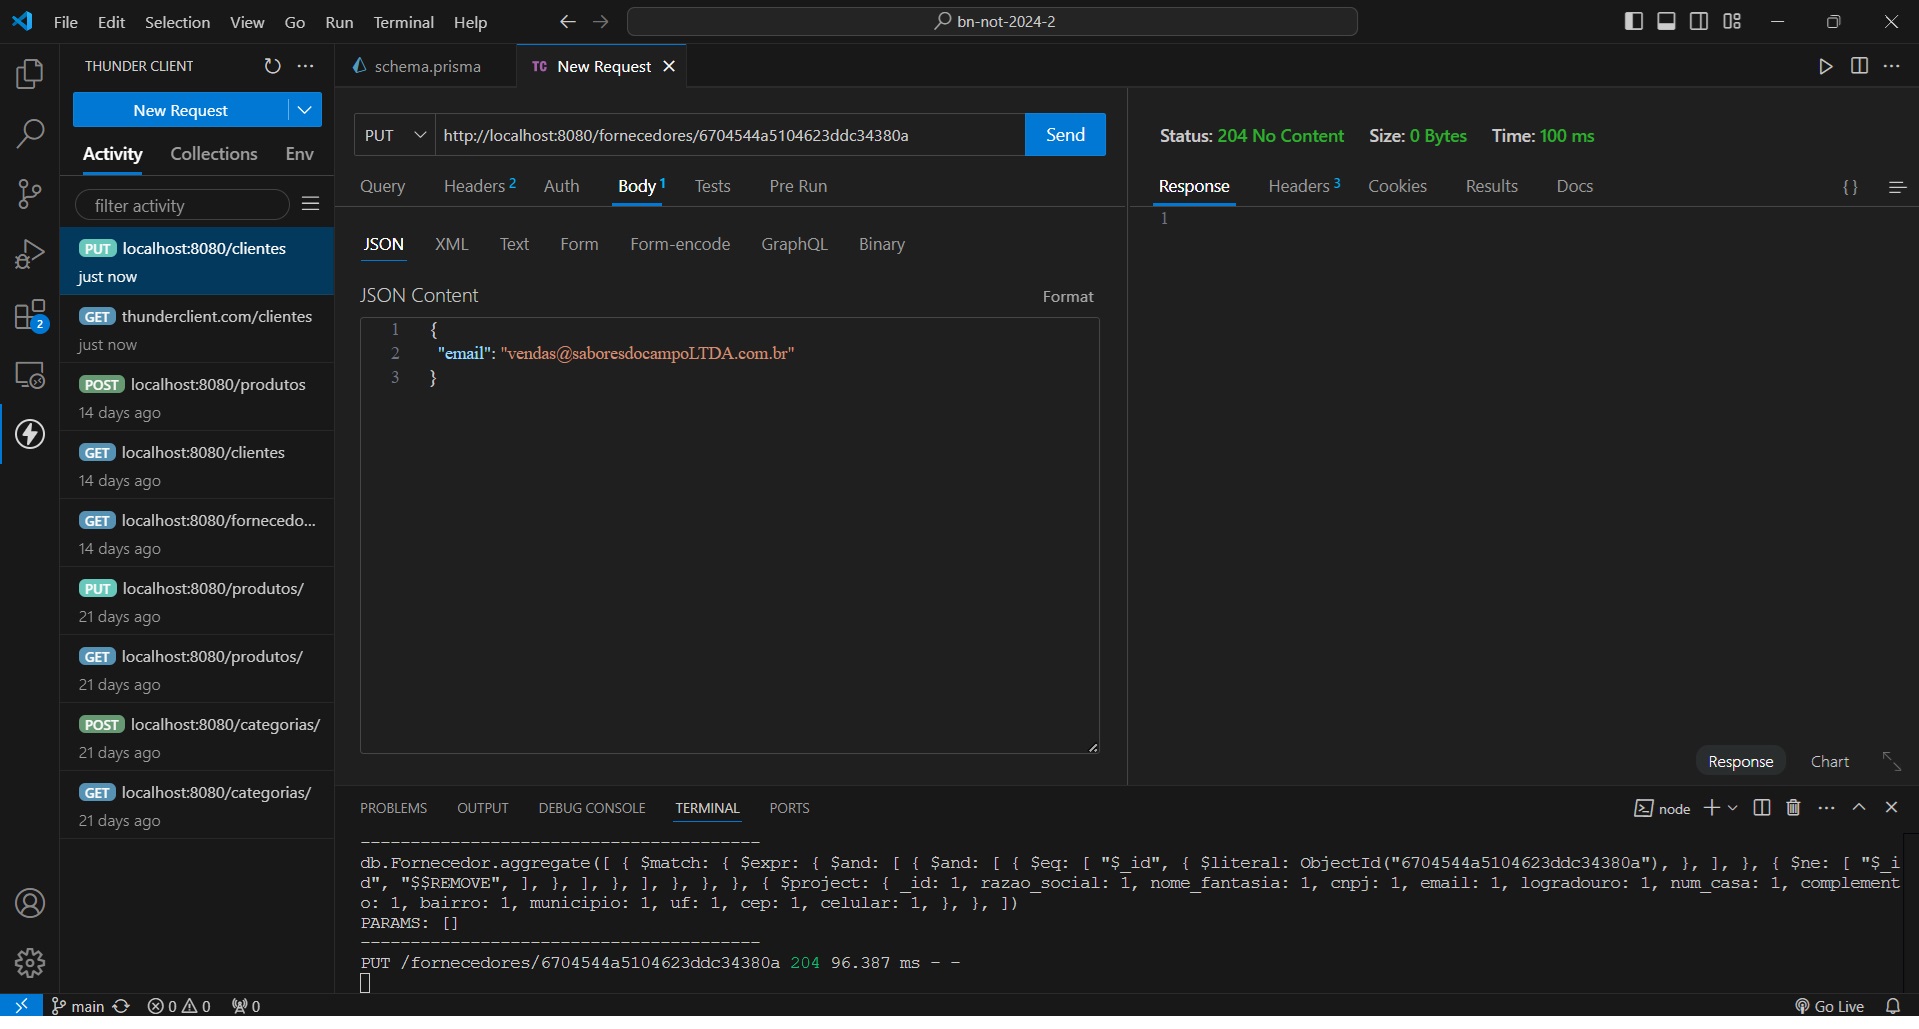 File Edit Selection View Go Run Terminal Help
bn-not-2024-2
THUNDER CLIENT
New Request
Activity Collections Env
filter activity
PUT localhost:8080/clientes
just now
GET thunderclient.com/clientes
just now
POST localhost:8080/produtos
14 days ago
GET localhost:8080/clientes
14 days ago
GET localhost:8080/fornecedo...
14 days ago
PUT localhost:8080/produtos/
21 days ago
GET localhost:8080/produtos/
21 days ago
POST localhost:8080/categorias/
21 days ago
GET localhost:8080/categorias/
21 days ago
2
schema.prisma
TC New Request
PUT http://localhost:8080/fornecedores/6704544a5104623ddc34380a Send
Query Headers 2 Auth Body 1 Tests Pre Run
JSON XML Text Form Form-encode GraphQL Binary
JSON Content Format
1 {
2 "email": "vendas@saboresdocampoLTDA.com.br"
3 }
Status: 204 No Content Size: 0 Bytes Time: 100 ms
Response Headers 3 Cookies Results Docs {}
1
Response Chart
PROBLEMS OUTPUT DEBUG CONSOLE TERMINAL PORTS
node
----------------------------------------
db.Fornecedor.aggregate([ { $match: { $expr: { $and: [ { $and: [ { $eq: [ "$_id", { $literal: ObjectId("6704544a5104623ddc34380a"), }, ], }, { $ne: [ "$_i
d", "$$REMOVE", ], }, ], }, ], }, }, }, { $project: { _id: 1, razao_social: 1, nome_fantasia: 1, cnpj: 1, email: 1, logradouro: 1, num_casa: 1, complement
o: 1, bairro: 1, municipio: 1, uf: 1, cep: 1, celular: 1, }, }, ])
PARAMS: []
----------------------------------------
PUT /fornecedores/6704544a5104623ddc34380a 204 96.387 ms - -
main 0 0 0
Go Live